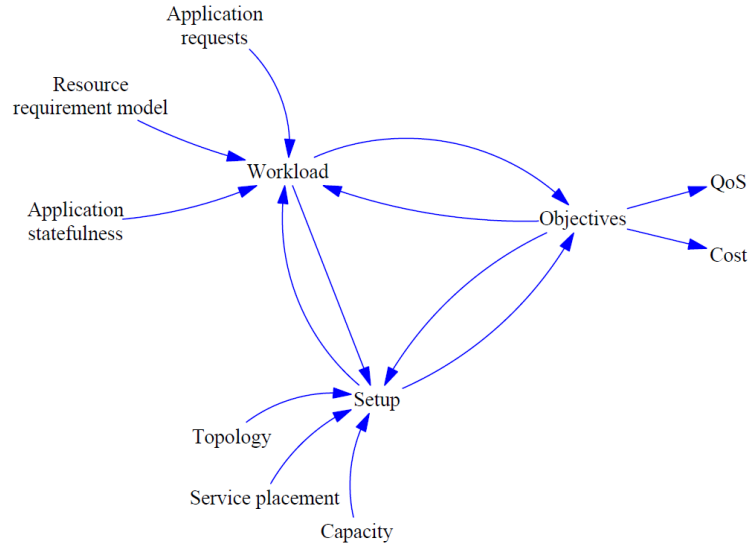 Application
requests
Resource
requirement model
Workload
QoS
Application
statefulness
Objectives
Cost
Setup
Topology
Service placement
Capacity